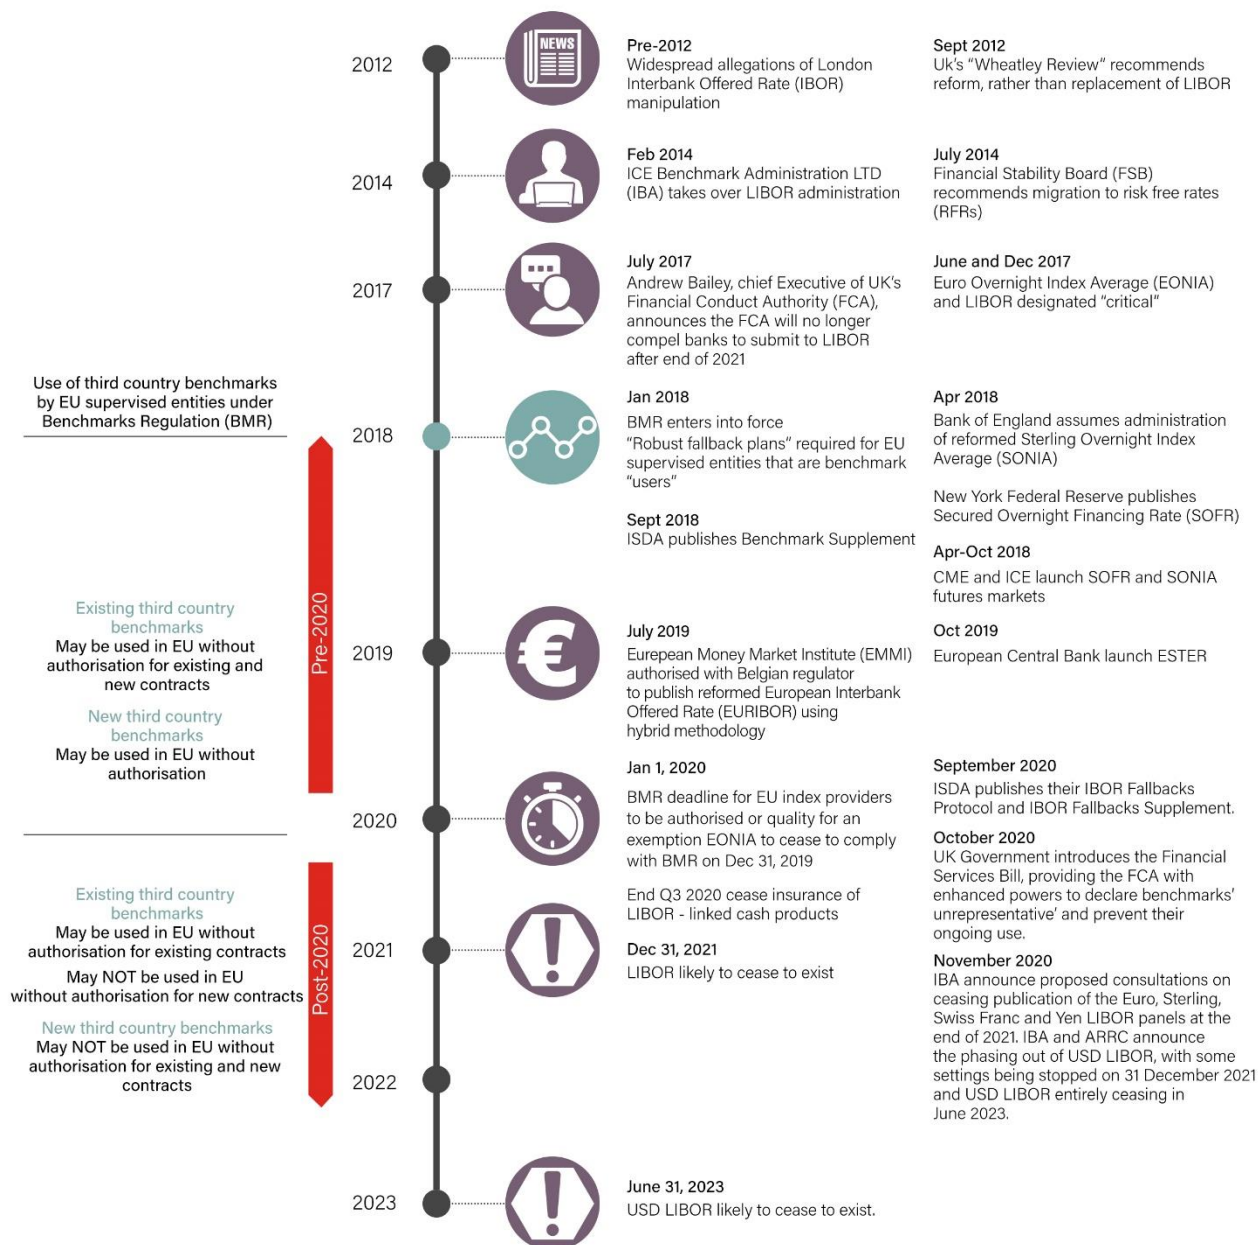 2012
NEWS
Pre-2012
Widespread allegations of London
Interbank Offered Rate (IBOR)
manipulation
Sept 2012
Uk's “Wheatley Review” recommends
reform, rather than replacement of LIBOR
2014
Feb 2014
ICE Benchmark Administration LTD
(IBA) takes over LIBOR administration
July 2014
Financial Stability Board (FSB)
recommends migration to risk free rates
(RFRs)
2017
July 2017
Andrew Bailey, chief Executive of UK's
Financial Conduct Authority (FCA),
announces the FCA will no longer
compel banks to submit to LIBOR
after end of 2021
June and Dec 2017
Euro Overnight Index Average (EONIA)
and LIBOR designated “critical”
Use of third country benchmarks
by EU supervised entities under
Benchmarks Regulation (BMR)
2018
Jan 2018
BMR enters into force
“Robust fallback plans” required for EU
supervised entities that are benchmark
“users”
Sept 2018
ISDA publishes Benchmark Supplement
Apr 2018
Bank of England assumes administration
of reformed Sterling Overnight Index
Average (SONIA)
New York Federal Reserve publishes
Secured Overnight Financing Rate (SOFR)
Apr-Oct 2018
CME and ICE launch SOFR and SONIA
futures markets
Pre-2020
Existing third country
benchmarks
May be used in EU without
authorisation for existing and
new contracts
New third country
benchmarks
May be used in EU without
authorisation
2019
€
July 2019
Eurepean Money Market Institute (EMMI)
authorised with Belgian regulator
to publish reformed European Interbank
Offered Rate (EURIBOR) using
hybrid methodology
Oct 2019
European Central Bank launch ESTER
2020
Jan 1, 2020
BMR deadline for EU index providers
to be authorised or quality for an
exemption EONIA to cease to comply
with BMR on Dec 31, 2019
End Q3 2020 cease insurance of
LIBOR - linked cash products
September 2020
ISDA publishes their IBOR Fallbacks
Protocol and IBOR Fallbacks Supplement.
October 2020
UK Government introduces the Financial
Services Bill, providing the FCA with
enhanced powers to declare benchmarks'
unrepresentative' and prevent their
ongoing use.
November 2020
IBA announce proposed consultations on
ceasing publication of the Euro, Sterling,
Swiss Franc and Yen LIBOR panels at the
end of 2021. IBA and ARRC announce
the phasing out of USD LIBOR, with some
settings being stopped on 31 December 2021
and USD LIBOR entirely ceasing in
June 2023.
Post-2020
Existing third country
benchmarks
May be used in EU without
authorisation for existing contracts
May NOT be used in EU
without authorisation for new contracts
New third country benchmarks
May NOT be used in EU without
authorisation for existing and new
contracts
2021
!
Dec 31, 2021
LIBOR likely to cease to exist
2022
2023
!
June 31, 2023
USD LIBOR likely to cease to exist.